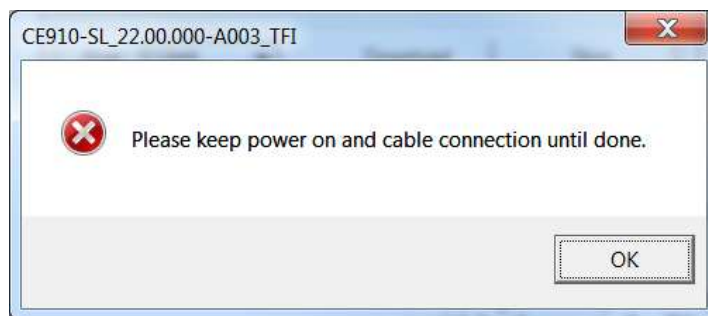 CE910-SL_22.00.000-A003_TFI
Please keep power on and cable connection until done.
OK